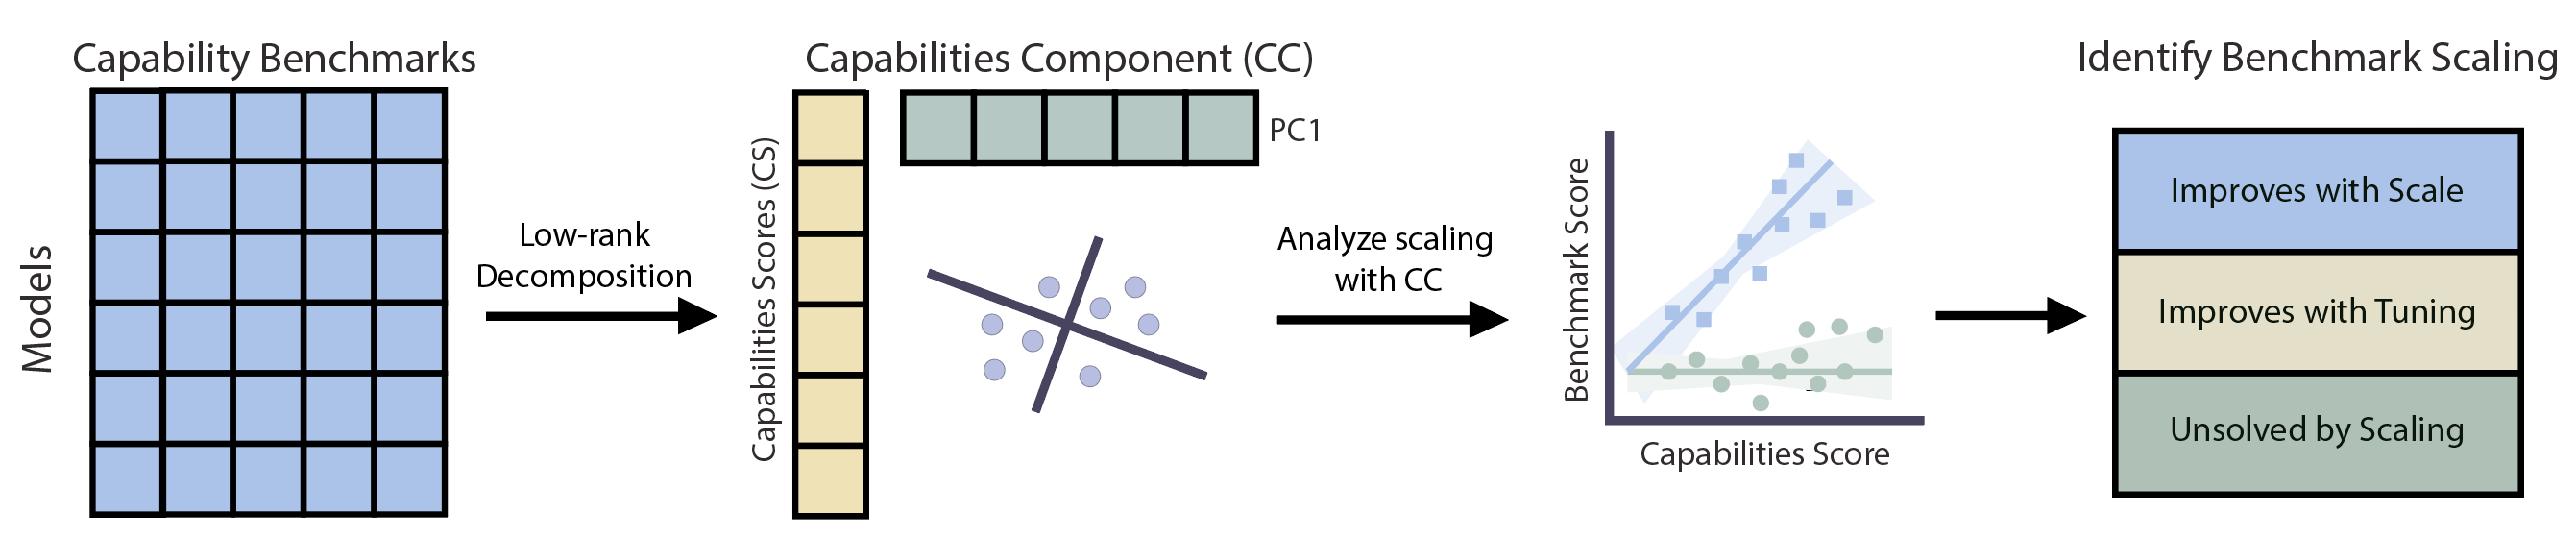 Capability Benchmarks
Models
Low-rank
Decomposition
Capabilities Component (CC)
Capabilities Scores (CS)
PC1
Analyze scaling
with CC
Benchmark Score
Capabilities Score
Identify Benchmark Scaling
Improves with Scale
Improves with Tuning
Unsolved by Scaling